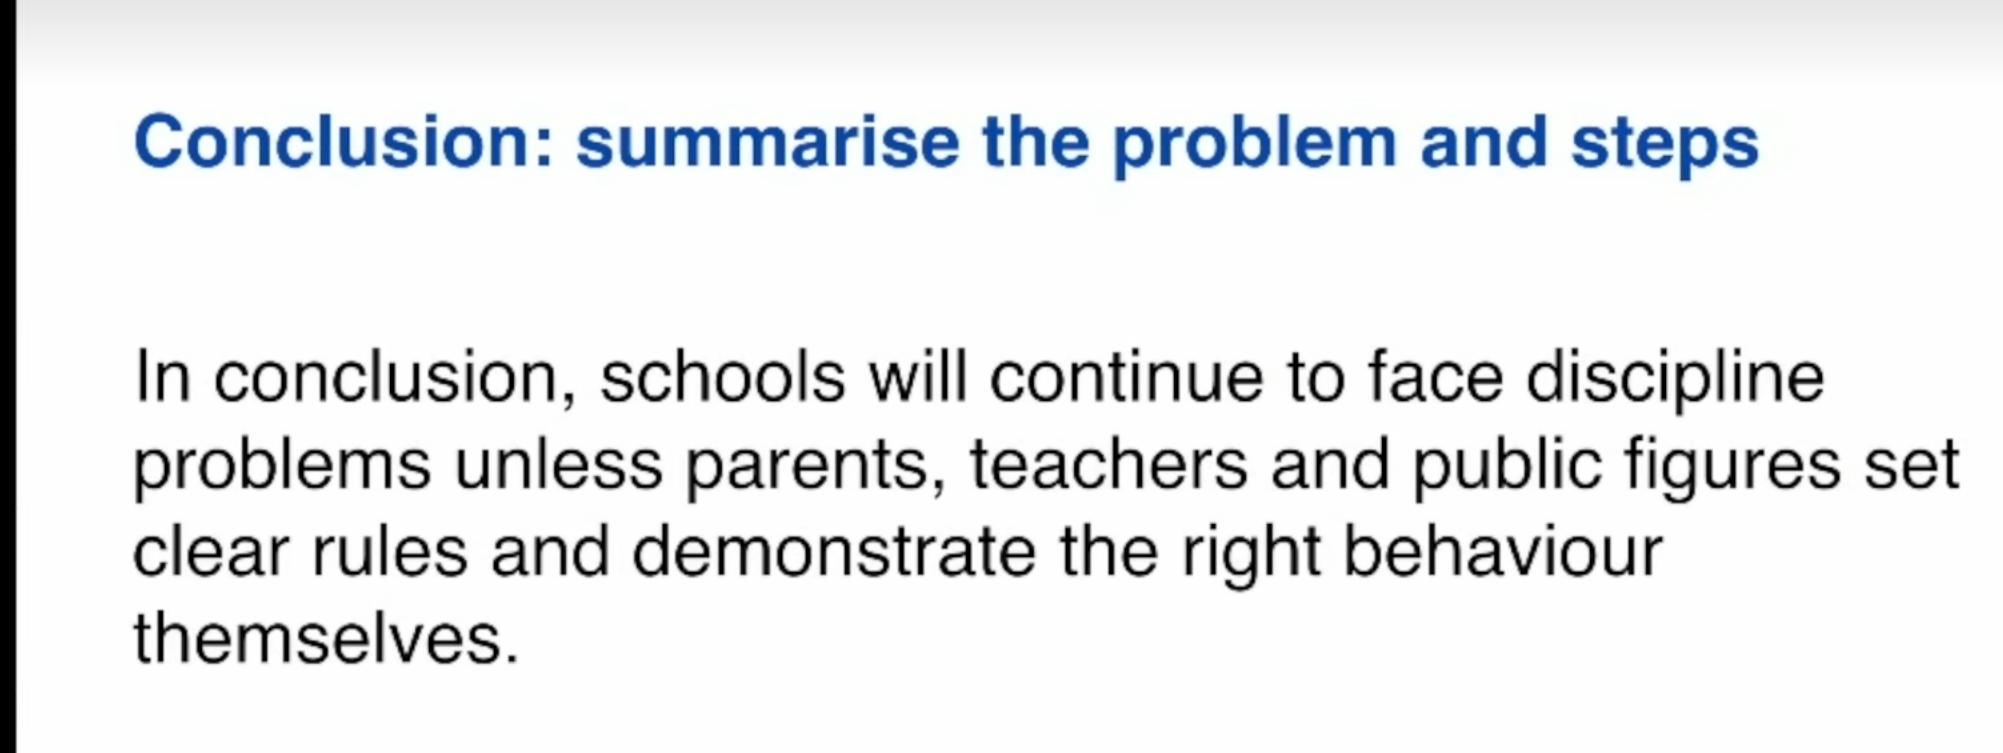 Conclusion: summarise the problem and steps
In conclusion, schools will continue to face discipline
problems unless parents, teachers and public figures set
clear rules and demonstrate the right behaviour
themselves.